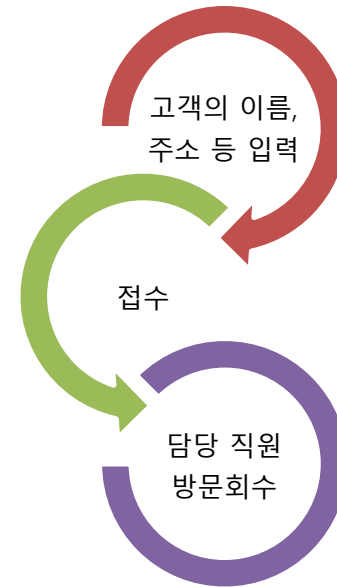 고객의 이름,
주소 등 입력
접수
담당 직원
방문회수